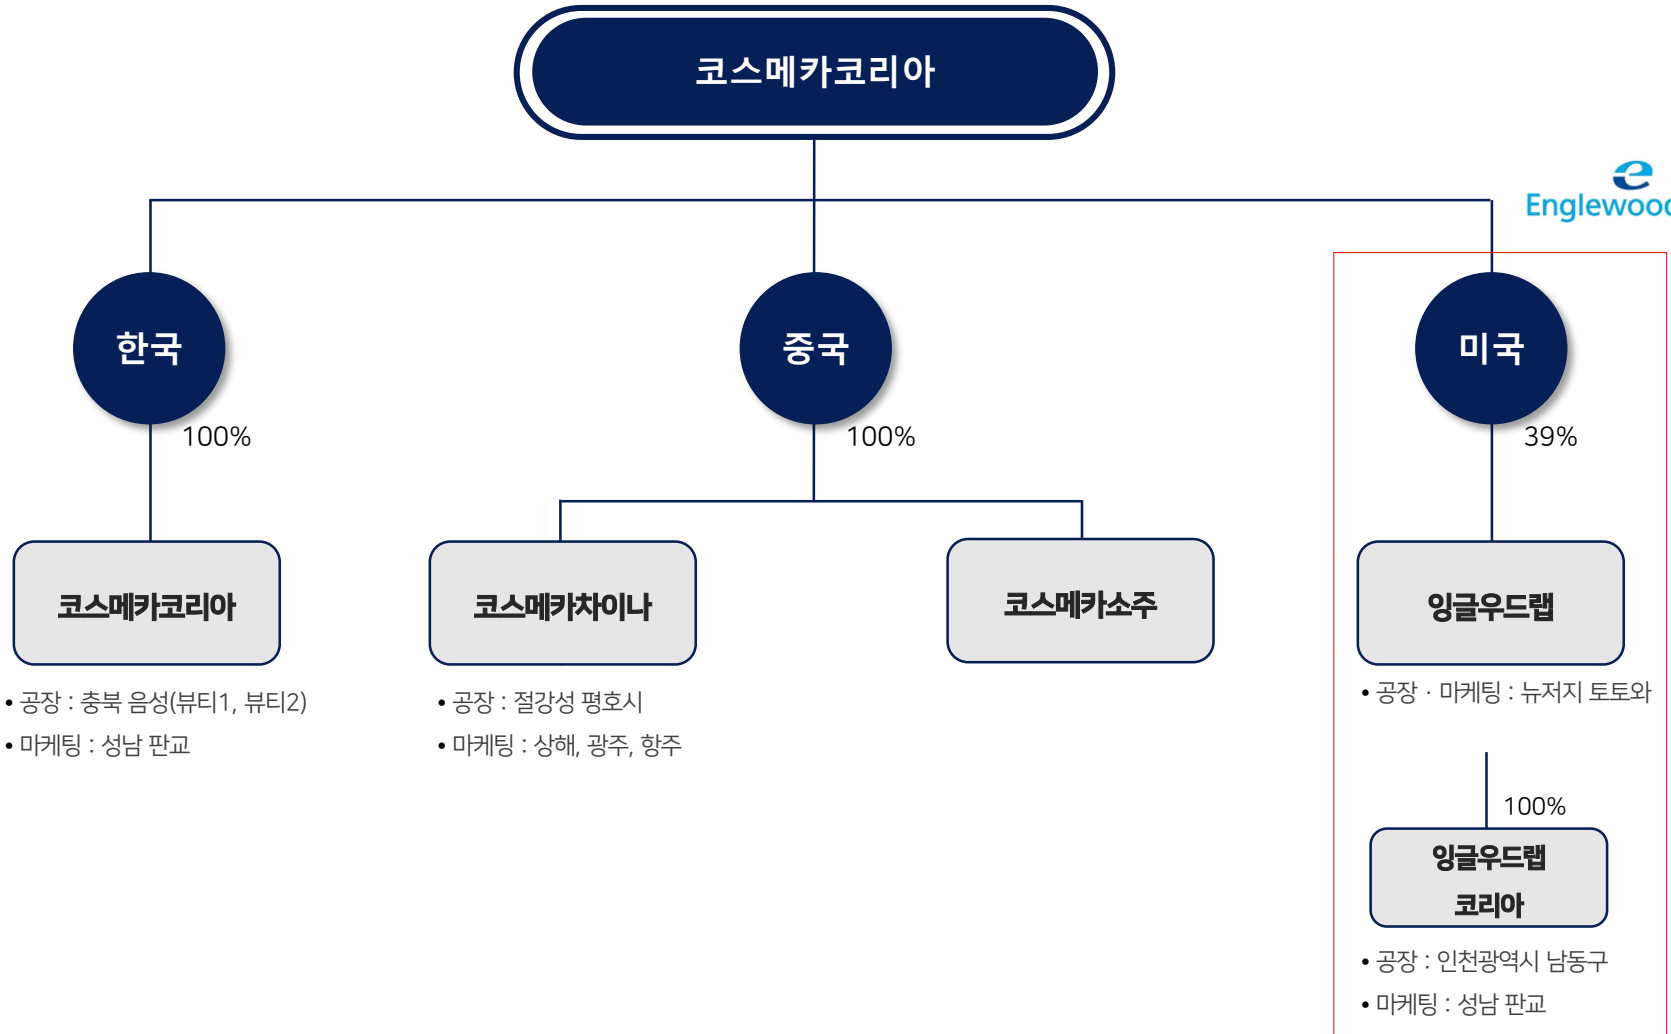 코스메카코리아
Englewood
한국
중국
미국
100%
100%
39%
코스메카코리아
코스메카차이나
코스메카소주
잉글우드랩
• 공장 : 충북 음성(뷰티1, 뷰티2)
• 마케팅 : 성남 판교
• 공장 : 절강성 평호시
• 마케팅 : 상해, 광주, 항주
• 공장 · 마케팅 : 뉴저지 토토와
100%
잉글우드랩
코리아
• 공장 : 인천광역시 남동구
• 마케팅 : 성남 판교